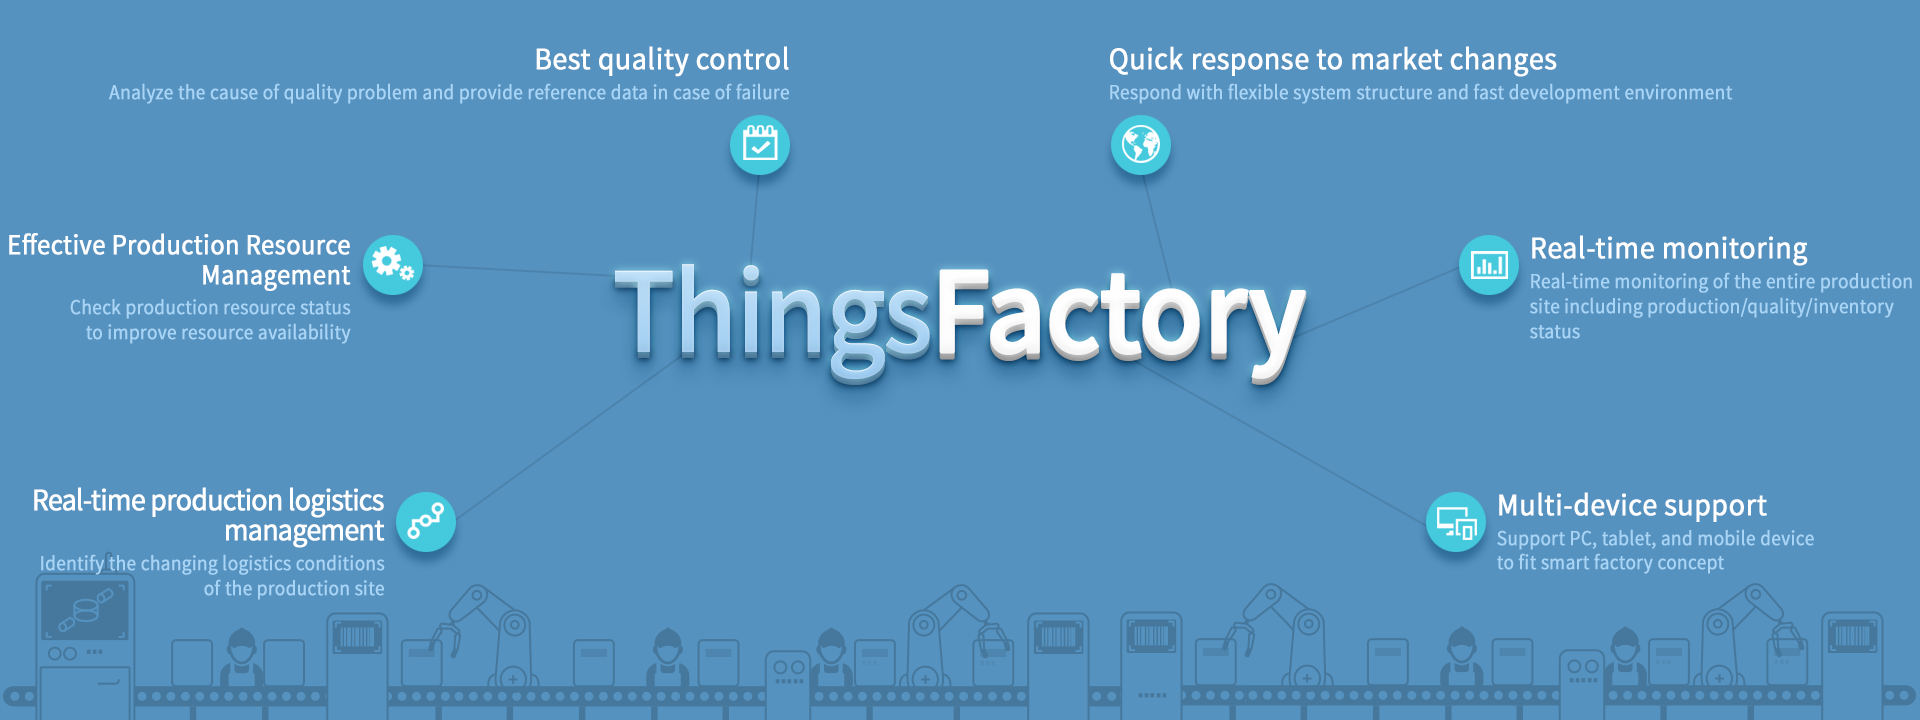 Best quality control
Analyze the cause of quality problem and provide reference data in case of failure
Quick response to market changes
Respond with flexible system structure and fast development environment
Effective Production Resource
Management
Check production resource status
to improve resource availability
ThingsFactory
Real-time monitoring
Real-time monitoring of the entire production
site including production/quality/inventory
status
Real-time production logistics
management
Identify the changing logistics conditions
of the production site
Multi-device support
Support PC, tablet, and mobile device
to fit smart factory concept